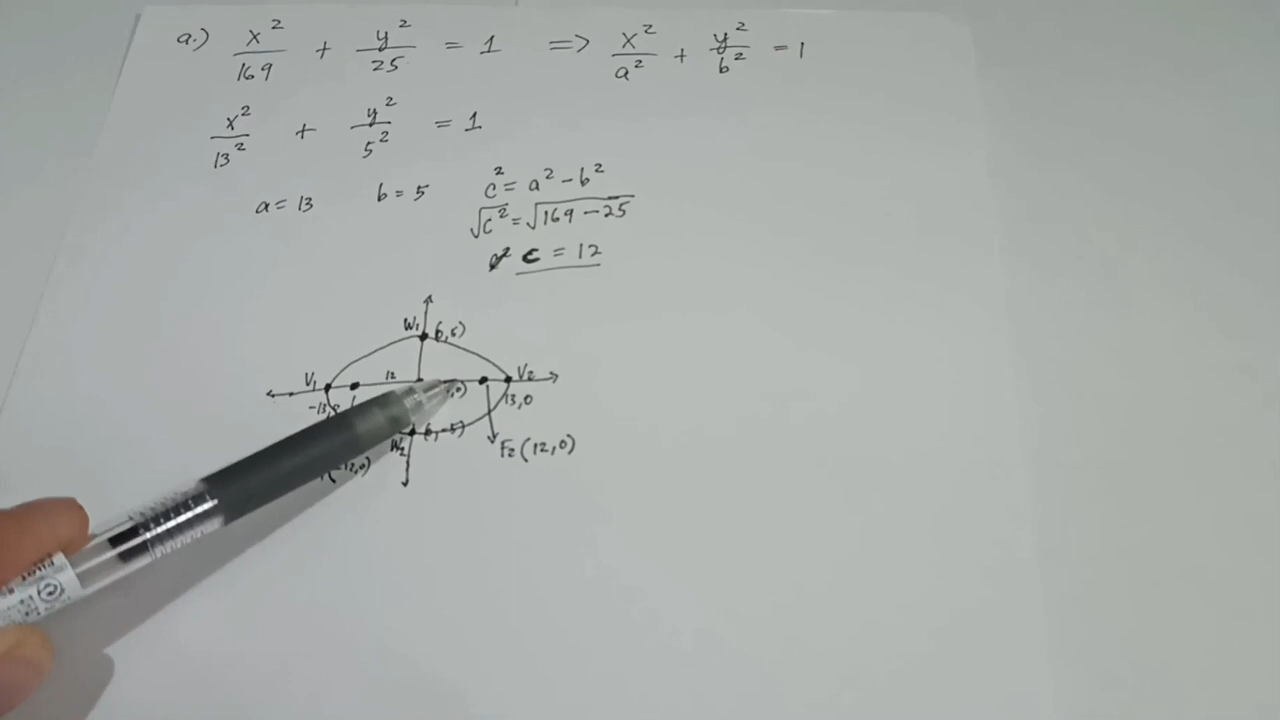 a.) x²/169 + y²/25 = 1 => x²/a² + y²/b² = 1
x²/13² + y²/5² = 1
a = 13 b = 5 c² = a² - b²
√c² = √169 - 25
c = 12
W₁ (0,5)
V₁ 12 V₂
-13,0 ,0) 13,0
W₂ (0,-5) F₂ (12,0)
(-12,0)
PILOT